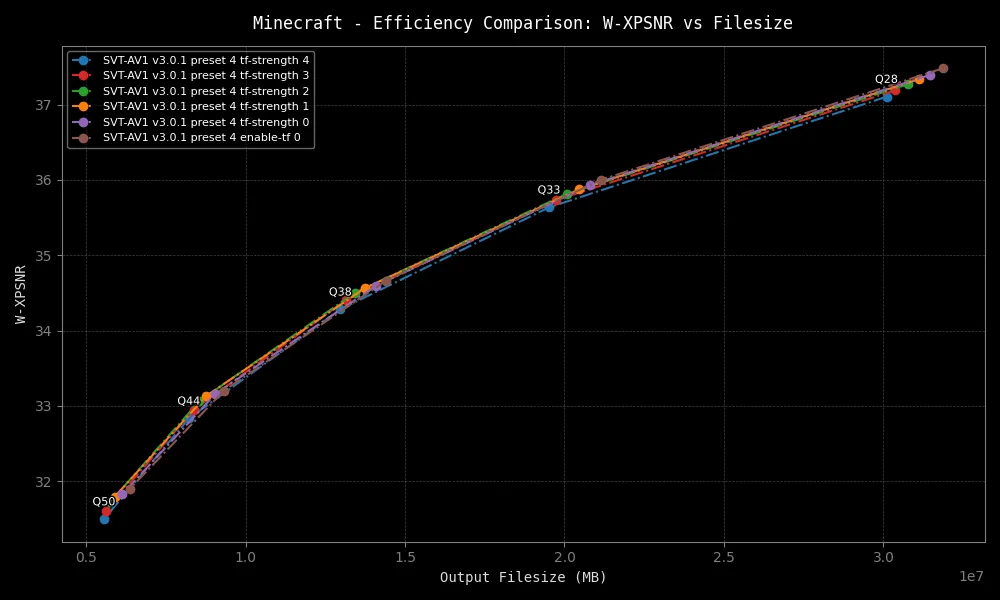 Minecraft - Efficiency Comparison: W-XPSNR vs Filesize
SVT-AV1 v3.0.1 preset 4 tf-strength 4
SVT-AV1 v3.0.1 preset 4 tf-strength 3
SVT-AV1 v3.0.1 preset 4 tf-strength 2
SVT-AV1 v3.0.1 preset 4 tf-strength 1
SVT-AV1 v3.0.1 preset 4 tf-strength 0
SVT-AV1 v3.0.1 preset 4 enable-tf 0
Q28
Q33
Q38
Q44
Q50
37
36
35
34
33
32
W-XPSNR
0.5 1.0 1.5 2.0 2.5 3.0
1e7
Output Filesize (MB)